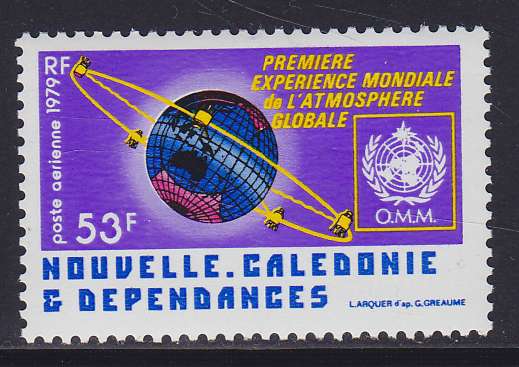 RF
poste aerienne 1979
PREMIERE
EXPERIENCE MONDIALE
de L'ATMOSPHERE
GLOBALE
53F
O.M.M.
NOUVELLE.CALEDONIE
& DEPENDANCES
L.ARQUER d'ap. G.GREAUME